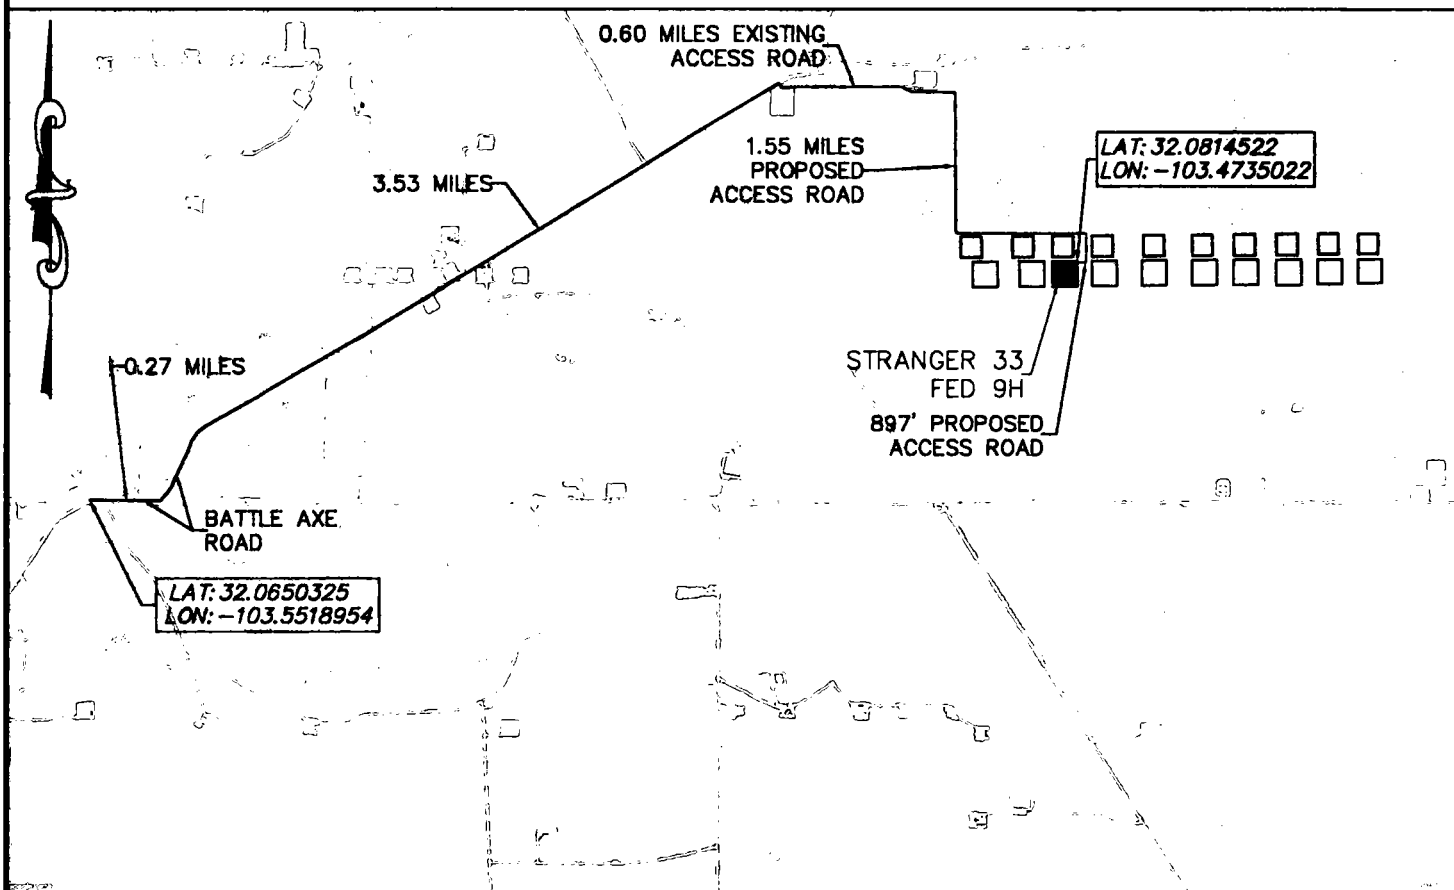 0.60 MILES EXISTING
ACCESS ROAD
1.55 MILES
PROPOSED
ACCESS ROAD
LAT: 32.0814522
LON: -103.4735022
3.53 MILES
0.27 MILES
STRANGER 33
FED 9H
897' PROPOSED
ACCESS ROAD
BATTLE AXE
ROAD
LAT: 32.0650325
LON: -103.5518954